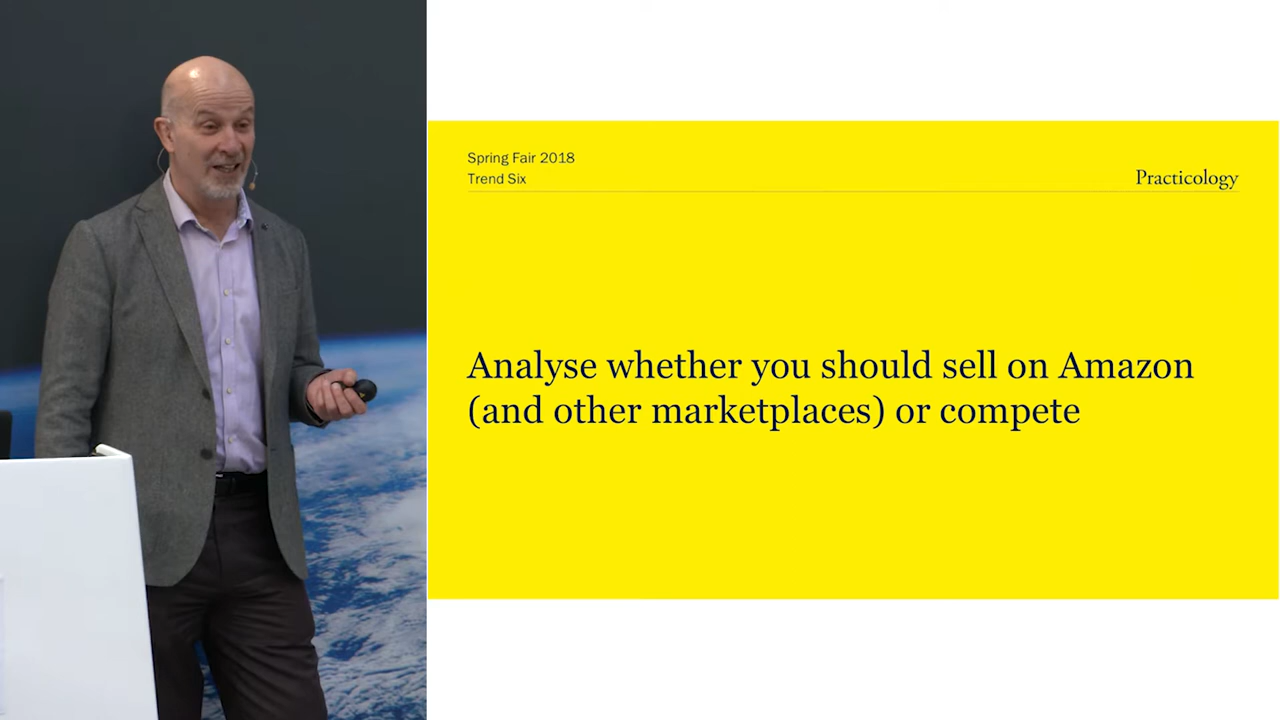 Spring Fair 2018
Trend Six
Practicology
Analyse whether you should sell on Amazon
(and other marketplaces) or compete